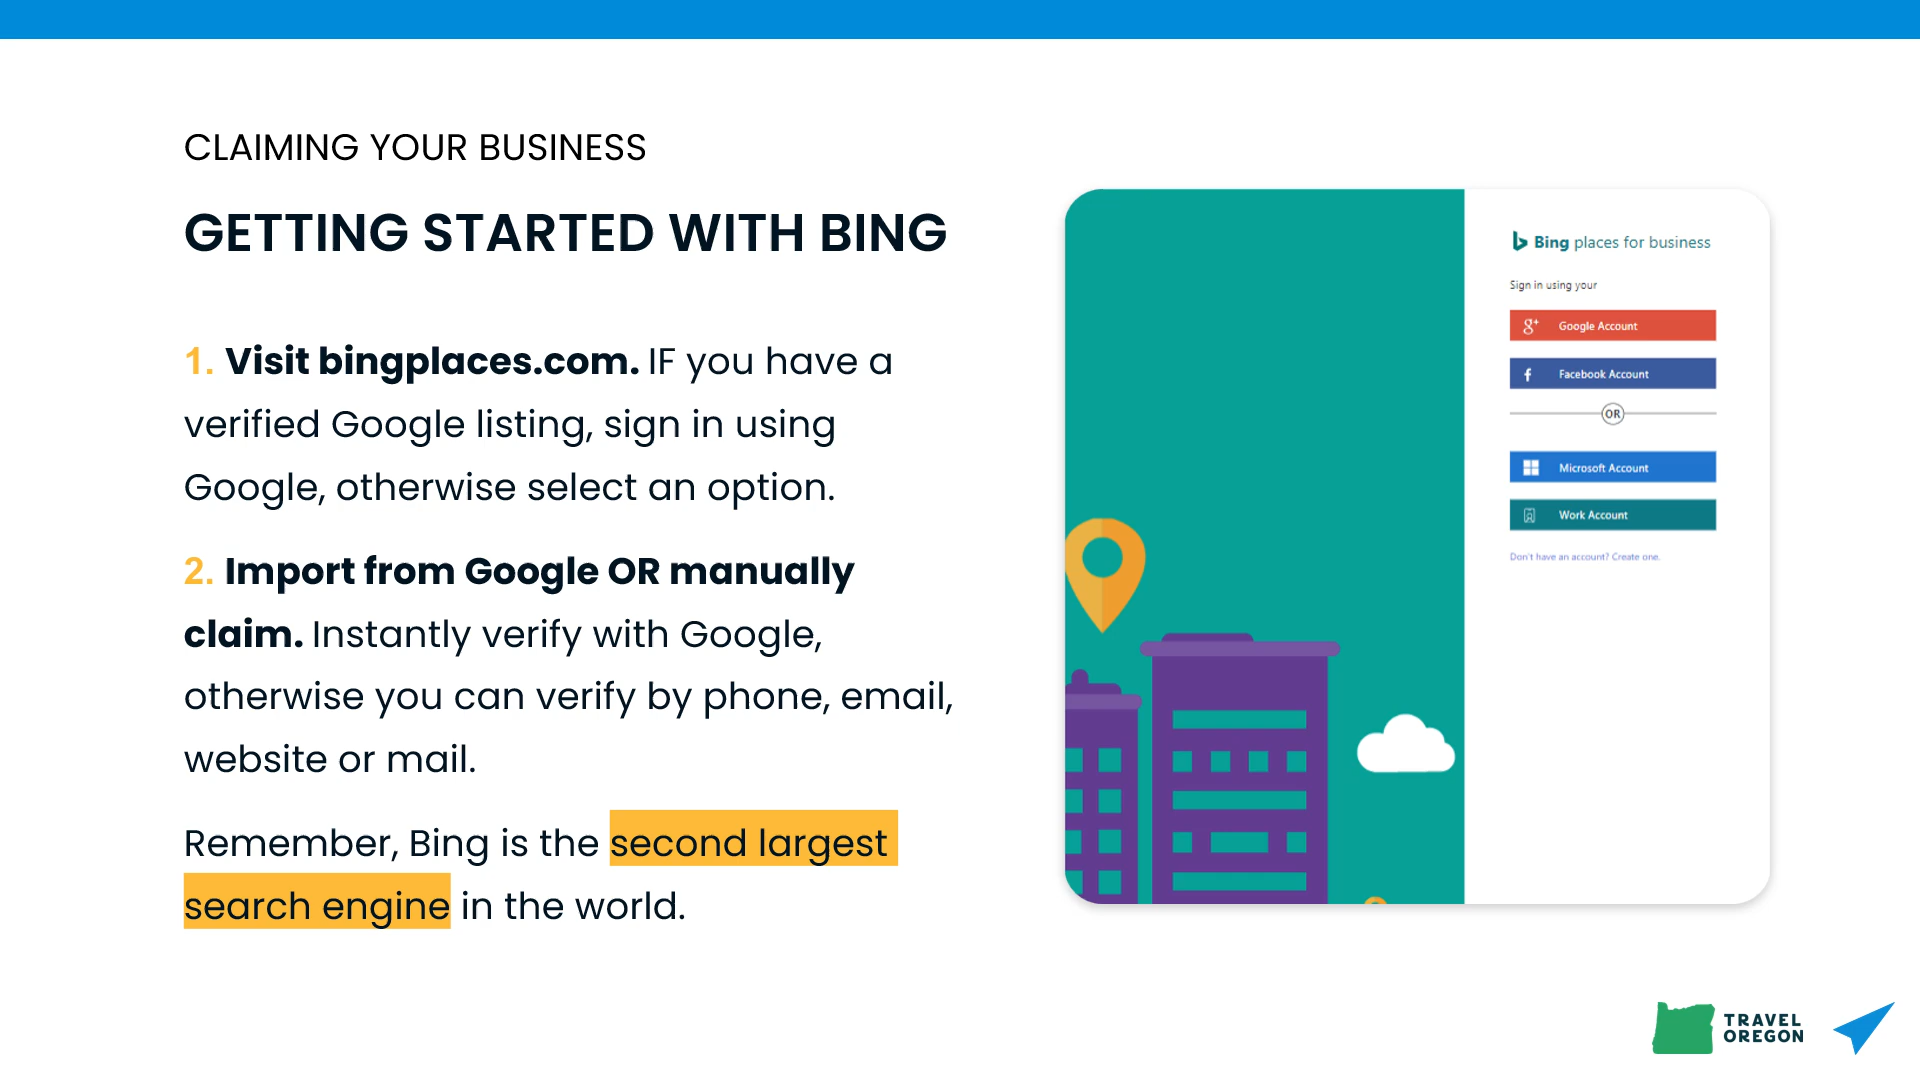 CLAIMING YOUR BUSINESS
GETTING STARTED WITH BING
1. Visit bingplaces.com. IF you have a
verified Google listing, sign in using
Google, otherwise select an option.
2. Import from Google OR manually
claim. Instantly verify with Google,
otherwise you can verify by phone, email,
website or mail.
Remember, Bing is the second largest
search engine in the world.
Bing places for business
Sign in using your
g+ Google Account
f Facebook Account
OR
Microsoft Account
Work Account
Don't have an account? Create one.
TRAVEL
OREGON